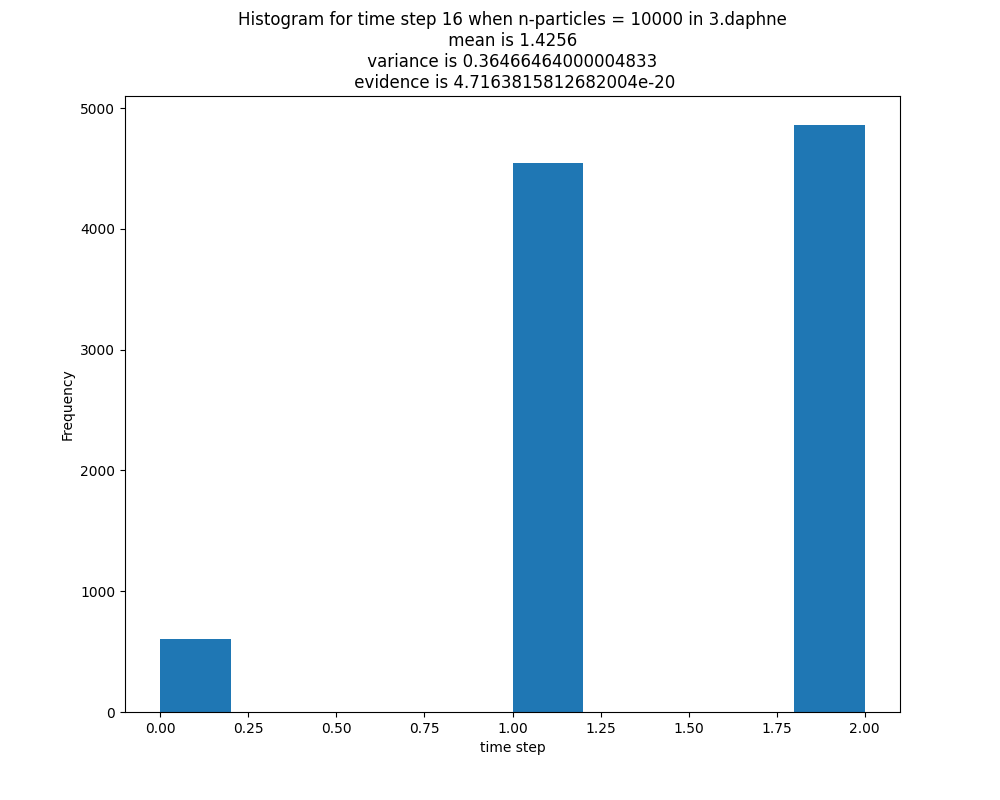 Histogram for time step 16 when n-particles = 10000 in 3.daphne
mean is 1.4256
variance is 0.36466464000004833
evidence is 4.7163815812682004e-20
5000
4000
3000
2000
1000
0
Frequency
0.00 0.25 0.50 0.75 1.00 1.25 1.50 1.75 2.00
time step